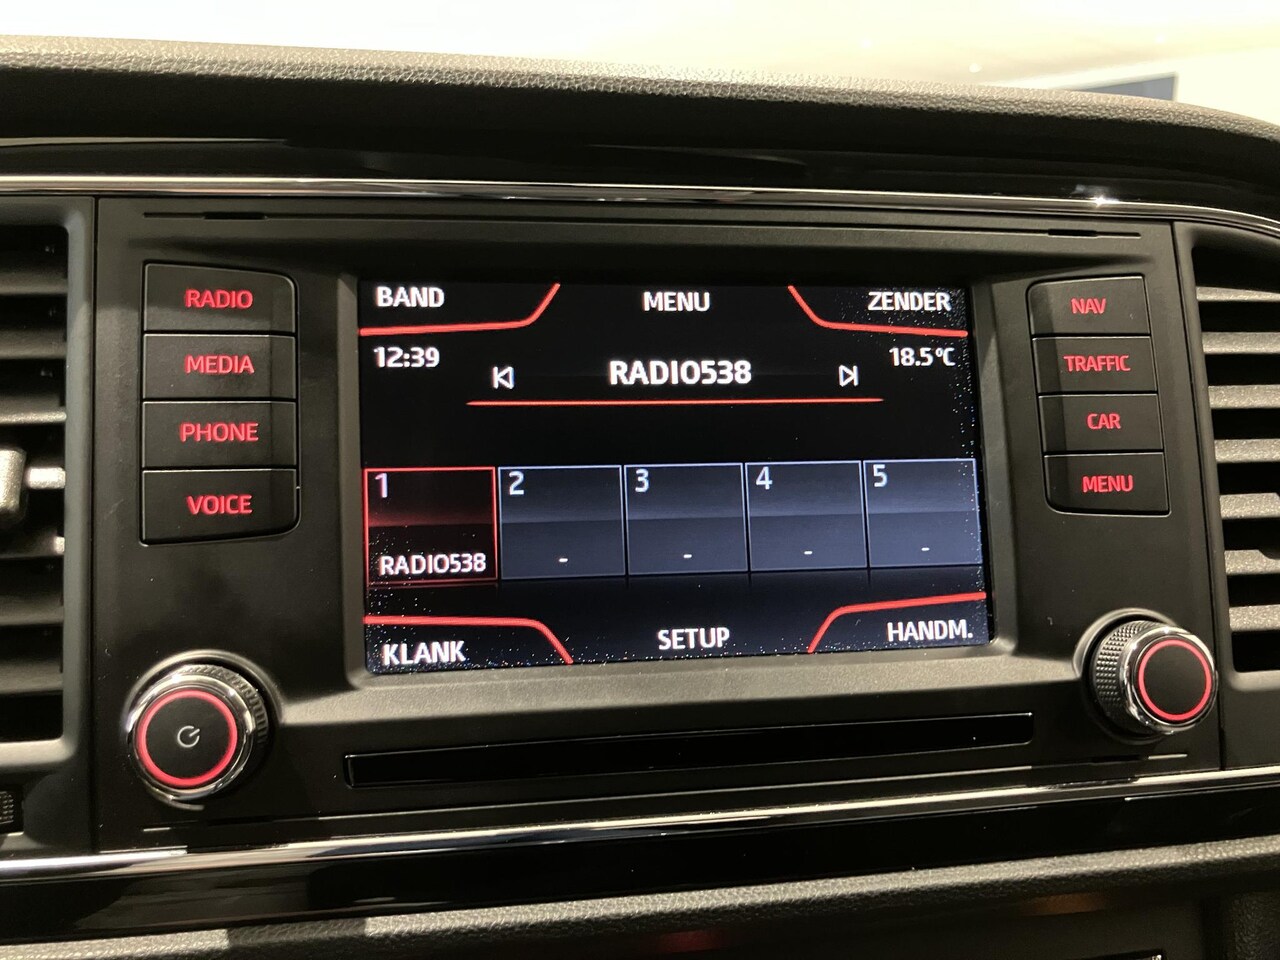 RADIO
MEDIA
PHONE
VOICE
BAND
MENU
ZENDER
12:39
RADIO538
18.5°C
1
2
3
4
5
RADIO538
-
-
-
-
KLANK
SETUP
HANDM.
NAV
TRAFFIC
CAR
MENU